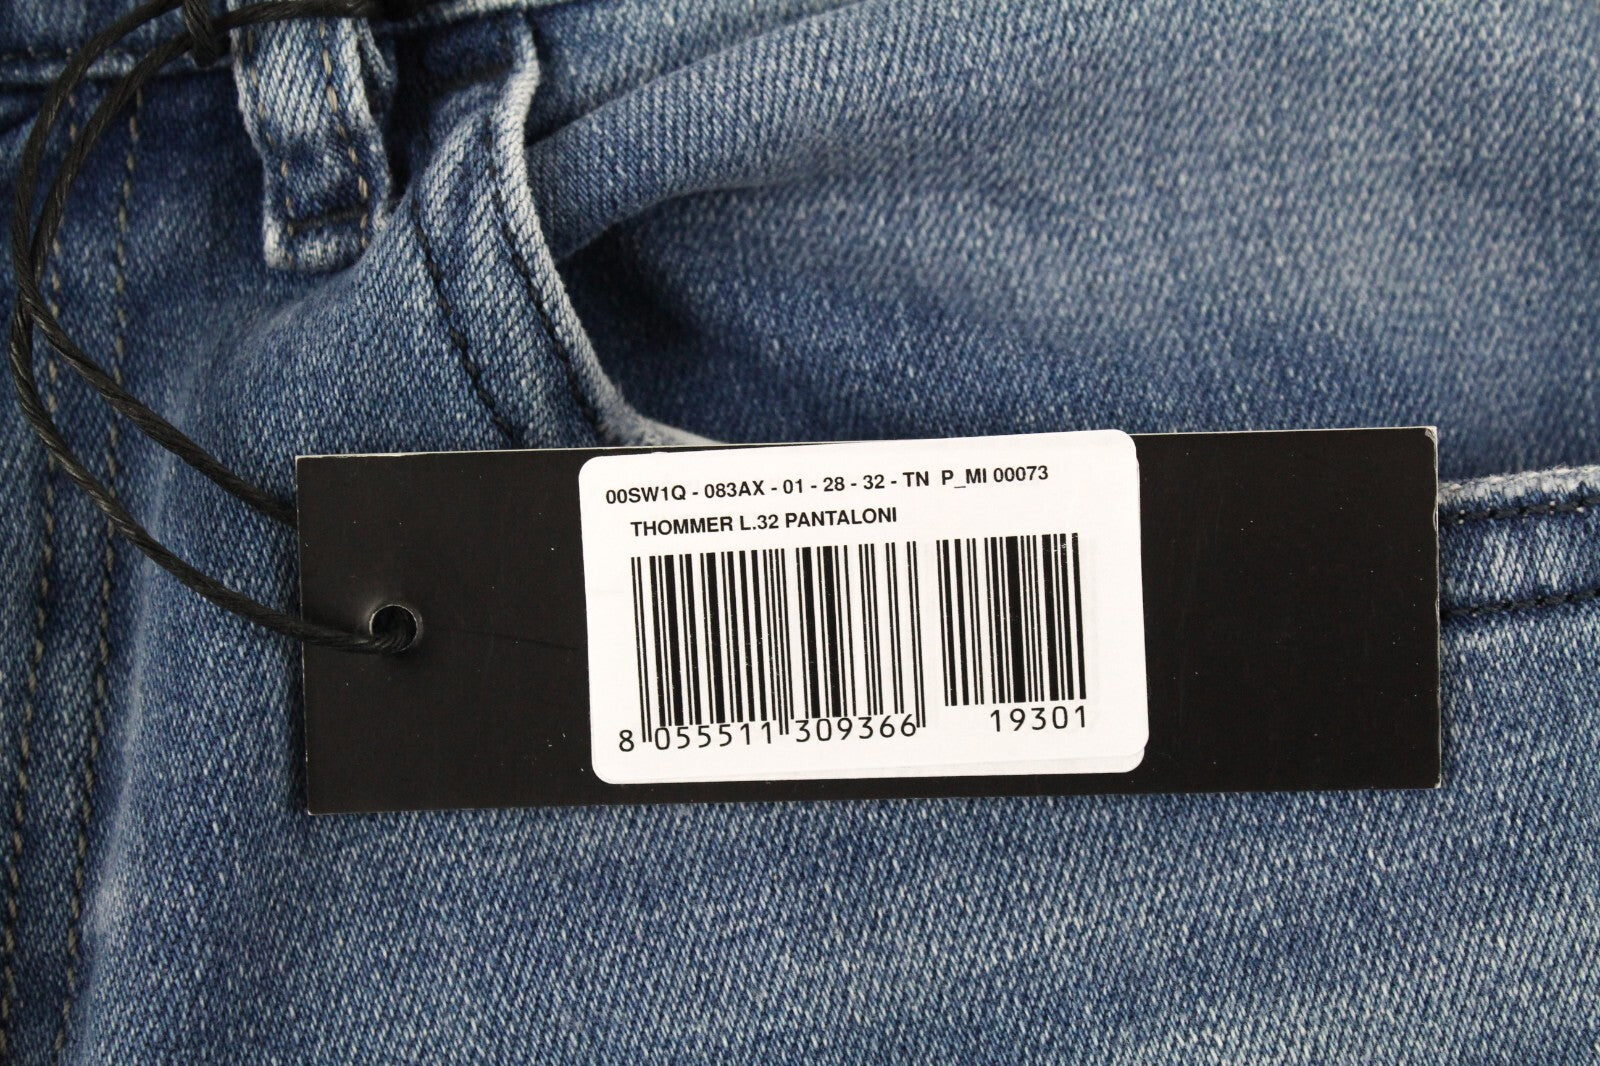 00SW1Q - 083AX - 01 - 28 - 32 - TN P_MI 00073
THOMMER L.32 PANTALONI
8 055511 309366 19301